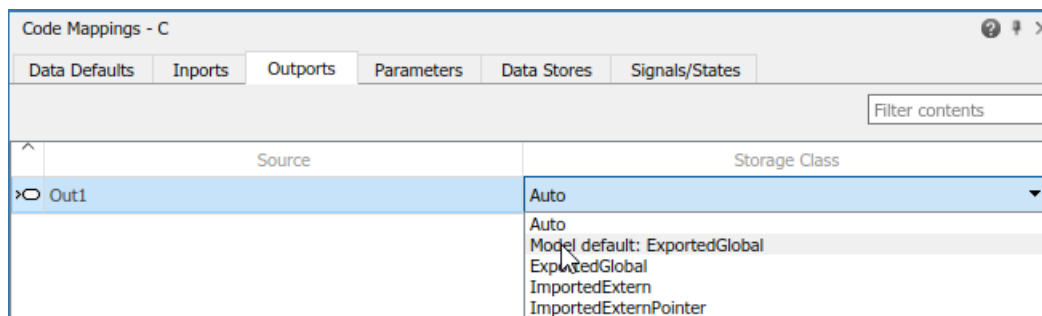 Code Mappings - C
Data Defaults Inports Outports Parameters Data Stores Signals/States
Filter contents
Source Storage Class
Out1 Auto
Auto
Model default: ExportedGlobal
ExportedGlobal
ImportedExtern
ImportedExternPointer